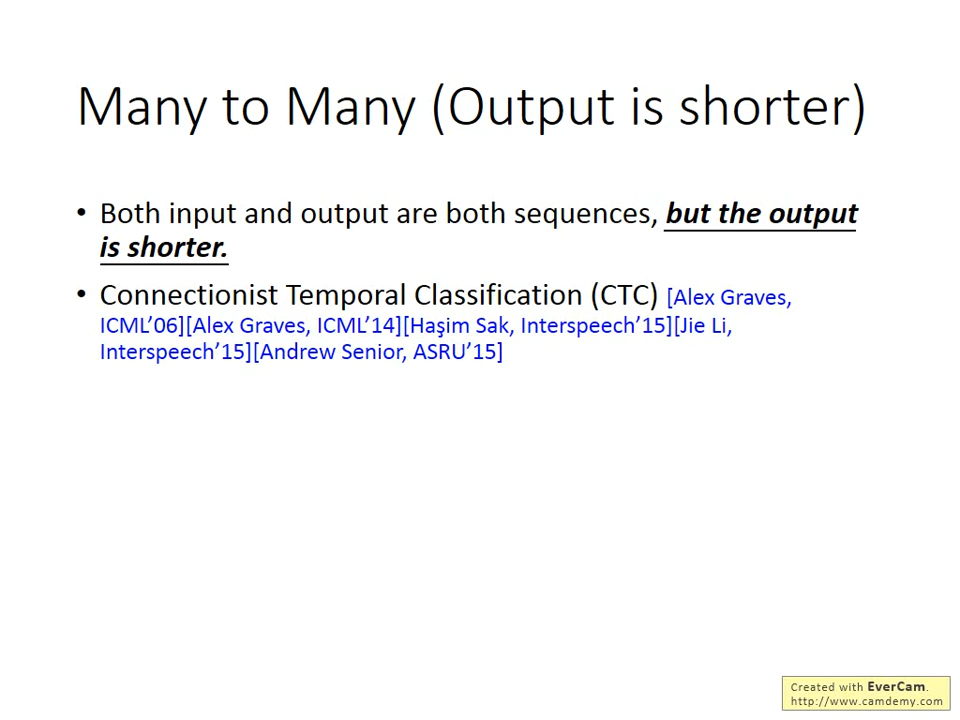 Many to Many (Output is shorter)
• Both input and output are both sequences, but the output
is shorter.
• Connectionist Temporal Classification (CTC) [Alex Graves,
ICML’06][Alex Graves, ICML’14][Haşim Sak, Interspeech’15][Jie Li,
Interspeech’15][Andrew Senior, ASRU’15]
Created with EverCam.
http://www.camdemy.com